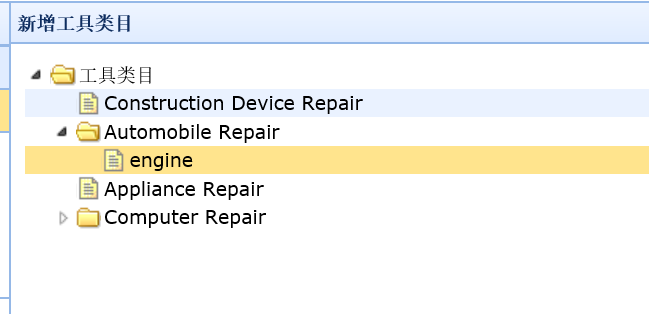 新增工具类目
工具类目
Construction Device Repair
Automobile Repair
engine
Appliance Repair
Computer Repair